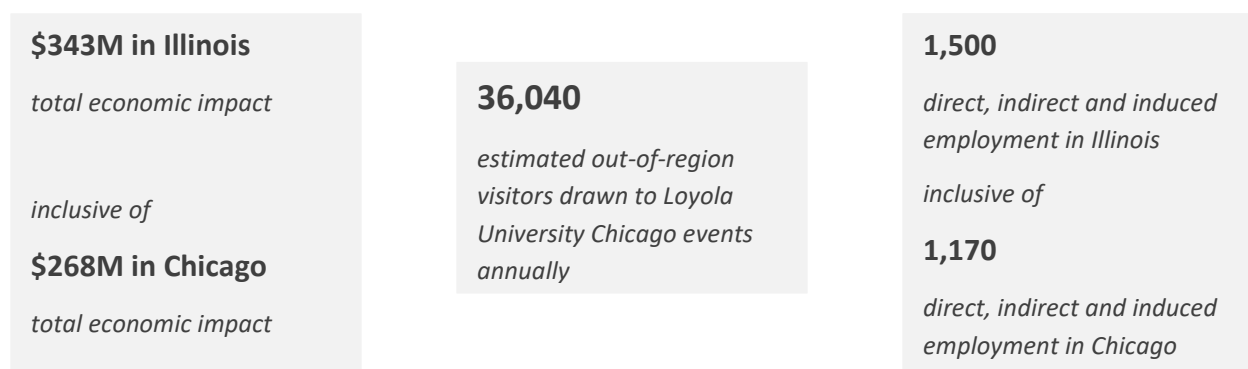 $343M in Illinois
total economic impact
inclusive of
$268M in Chicago
total economic impact
36,040
estimated out-of-region
visitors drawn to Loyola
University Chicago events
annually
1,500
direct, indirect and induced
employment in Illinois
inclusive of
1,170
direct, indirect and induced
employment in Chicago